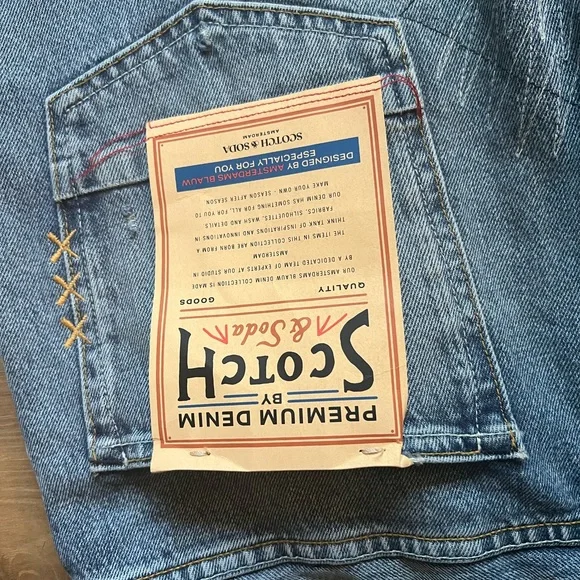 PREMIUM DENIM
BY
SCOTCH
& Soda
QUALITY
GOODS
OUR AMSTERDAMS BLAUW DENIM COLLECTION IS MADE
BY A DEDICATED TEAM OF EXPERTS AT OUR STUDIO IN
AMSTERDAM
THE ITEMS IN THIS COLLECTION ARE BORN FROM A
THINK TANK OF INSPIRATIONS AND INNOVATIONS IN
FABRICS, SILHOUETTES, WASH AND DETAILS
OUR DENIM HAS SOMETHING FOR ALL, FOR YOU TO
MAKE YOUR OWN - SEASON AFTER SEASON
DESIGNED BY AMSTERDAMS BLAUW
ESPECIALLY FOR YOU
SCOTCH & SODA
AMSTERDAM